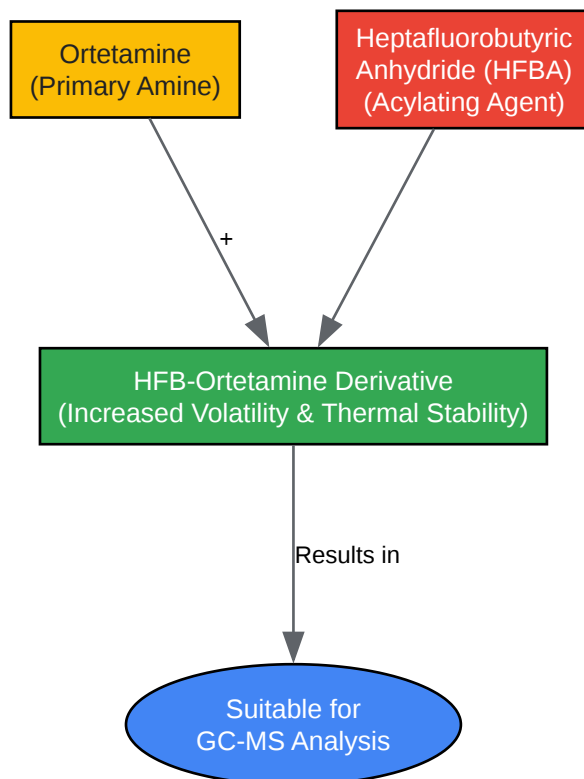 Ortetamine
(Primary Amine)
Heptafluorobutyric
Anhydride (HFBA)
(Acylating Agent)
+
HFB-Ortetamine Derivative
(Increased Volatility & Thermal Stability)
Results in
Suitable for
GC-MS Analysis